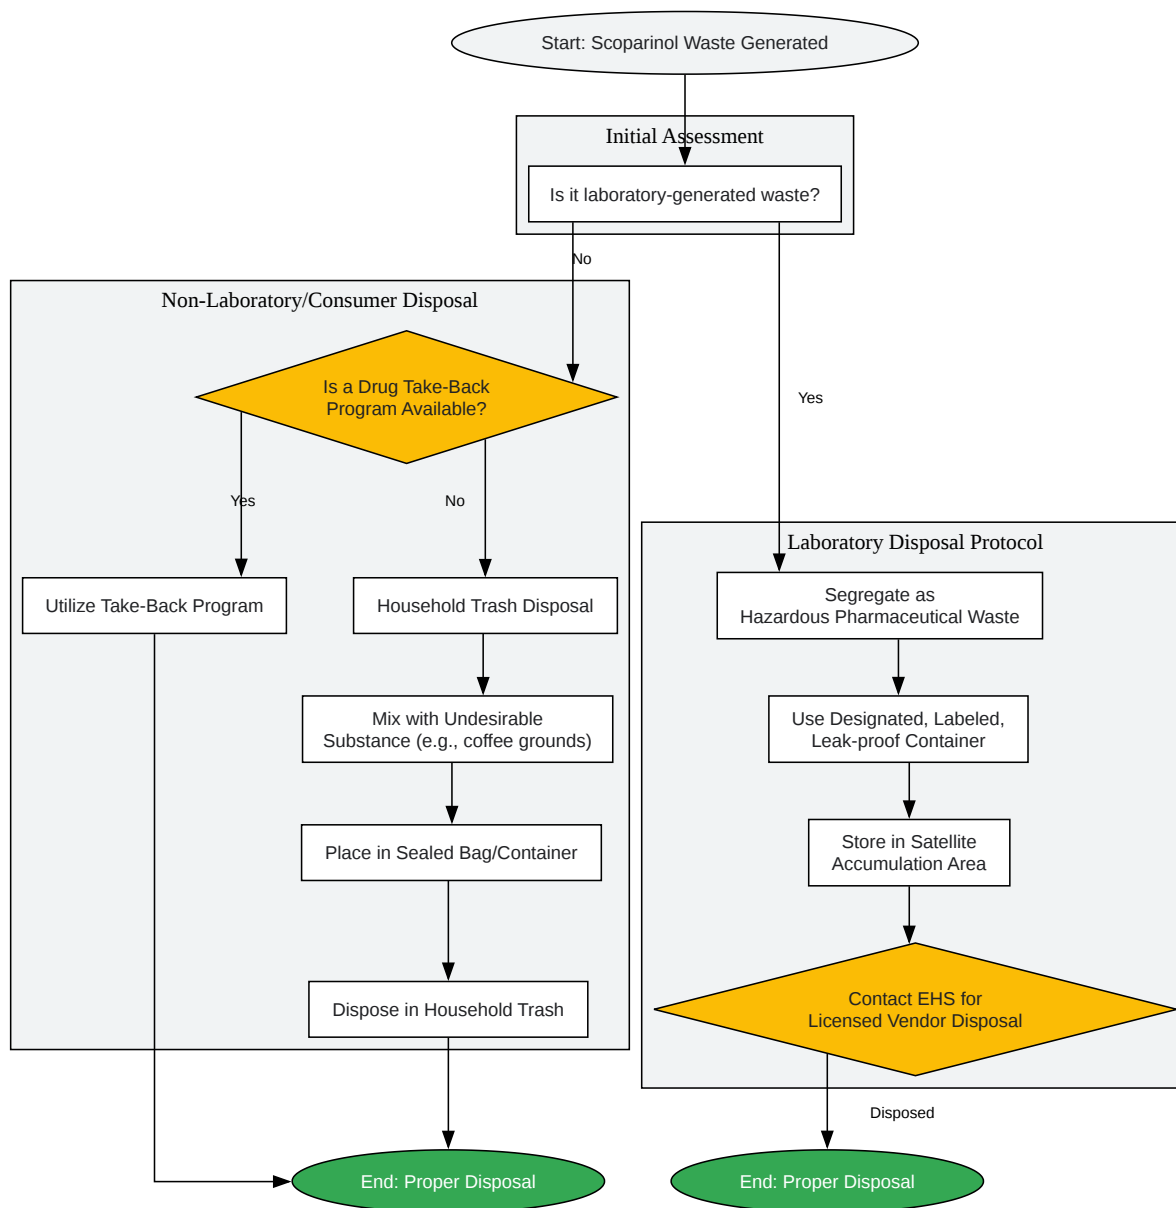 Start: Scoparinol Waste Generated
Initial Assessment
Is it laboratory-generated waste?
No
Yes
Non-Laboratory/Consumer Disposal
Is a Drug Take-Back
Program Available?
Yes
No
Utilize Take-Back Program
Household Trash Disposal
Mix with Undesirable
Substance (e.g., coffee grounds)
Place in Sealed Bag/Container
Dispose in Household Trash
End: Proper Disposal
Laboratory Disposal Protocol
Segregate as
Hazardous Pharmaceutical Waste
Use Designated, Labeled,
Leak-proof Container
Store in Satellite
Accumulation Area
Contact EHS for
Licensed Vendor Disposal
Disposed
End: Proper Disposal